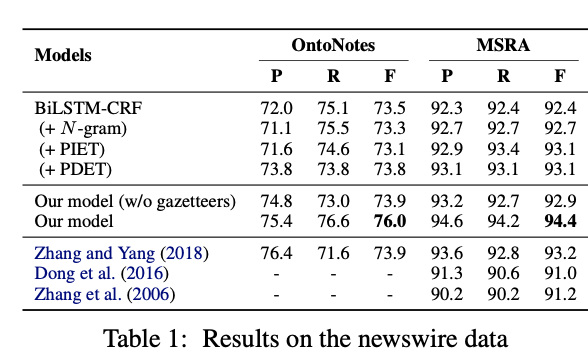 Models OntoNotes MSRA
P R F P R F
BiLSTM-CRF 72.0 75.1 73.5 92.3 92.4 92.4
(+ N-gram) 71.1 75.5 73.3 92.7 92.7 92.7
(+ PIET) 71.6 74.6 73.1 92.9 93.4 93.1
(+ PDET) 73.8 73.8 73.8 93.1 93.1 93.1
Our model (w/o gazetteers) 74.8 73.0 73.9 93.2 92.7 92.9
Our model 75.4 76.6 76.0 94.6 94.2 94.4
Zhang and Yang (2018) 76.4 71.6 73.9 93.6 92.8 93.2
Dong et al. (2016) - - - 91.3 90.6 91.0
Zhang et al. (2006) - - - 90.2 90.2 91.2
Table 1: Results on the newswire data